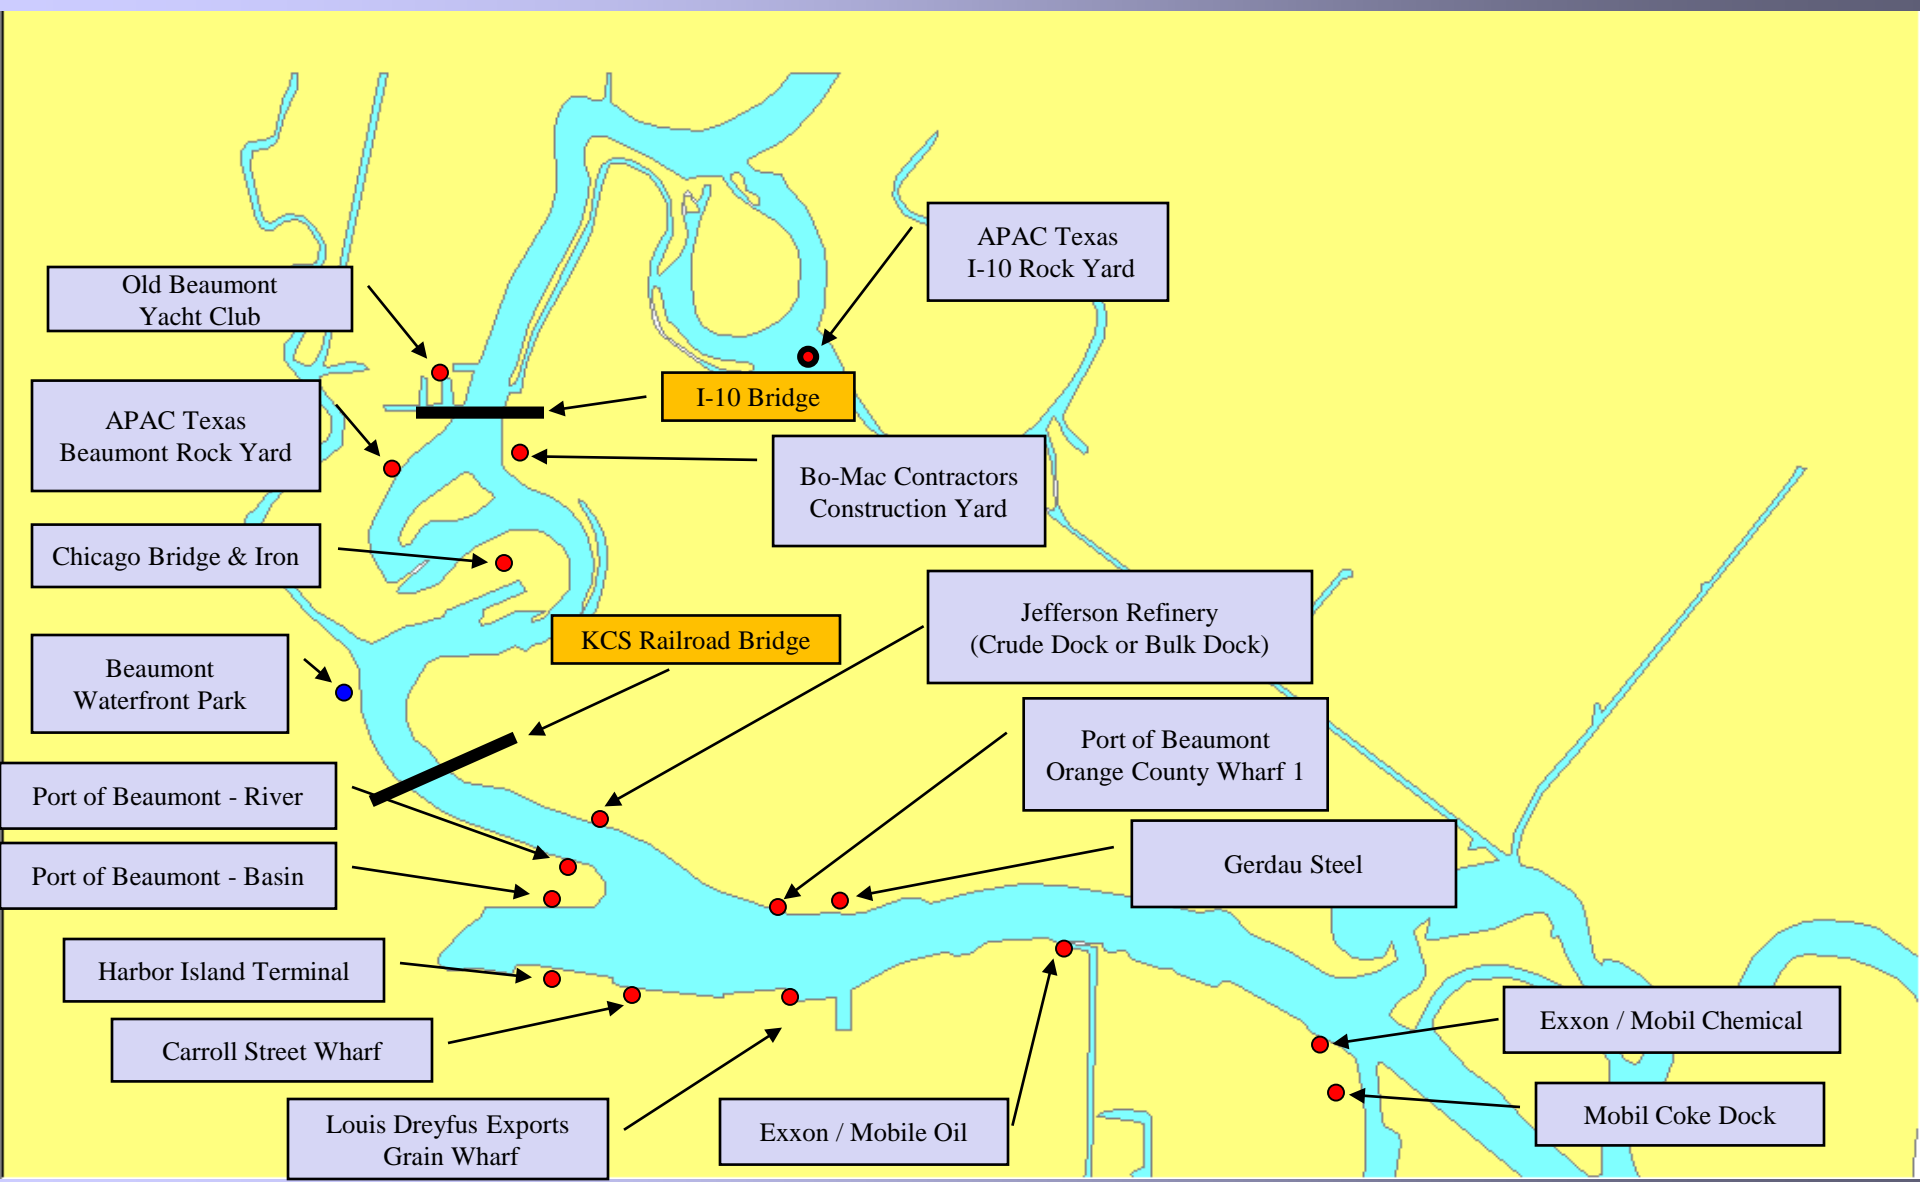 APAC Texas
I-10 Rock Yard
Old Beaumont
Yacht Club
I-10 Bridge
APAC Texas
Beaumont Rock Yard
Bo-Mac Contractors
Construction Yard
Chicago Bridge & Iron
Jefferson Refinery
(Crude Dock or Bulk Dock)
KCS Railroad Bridge
Beaumont
Waterfront Park
Port of Beaumont
Orange County Wharf 1
Port of Beaumont - River
Gerdau Steel
Port of Beaumont - Basin
Harbor Island Terminal
Exxon / Mobil Chemical
Carroll Street Wharf
Mobil Coke Dock
Louis Dreyfus Exports
Grain Wharf
Exxon / Mobile Oil